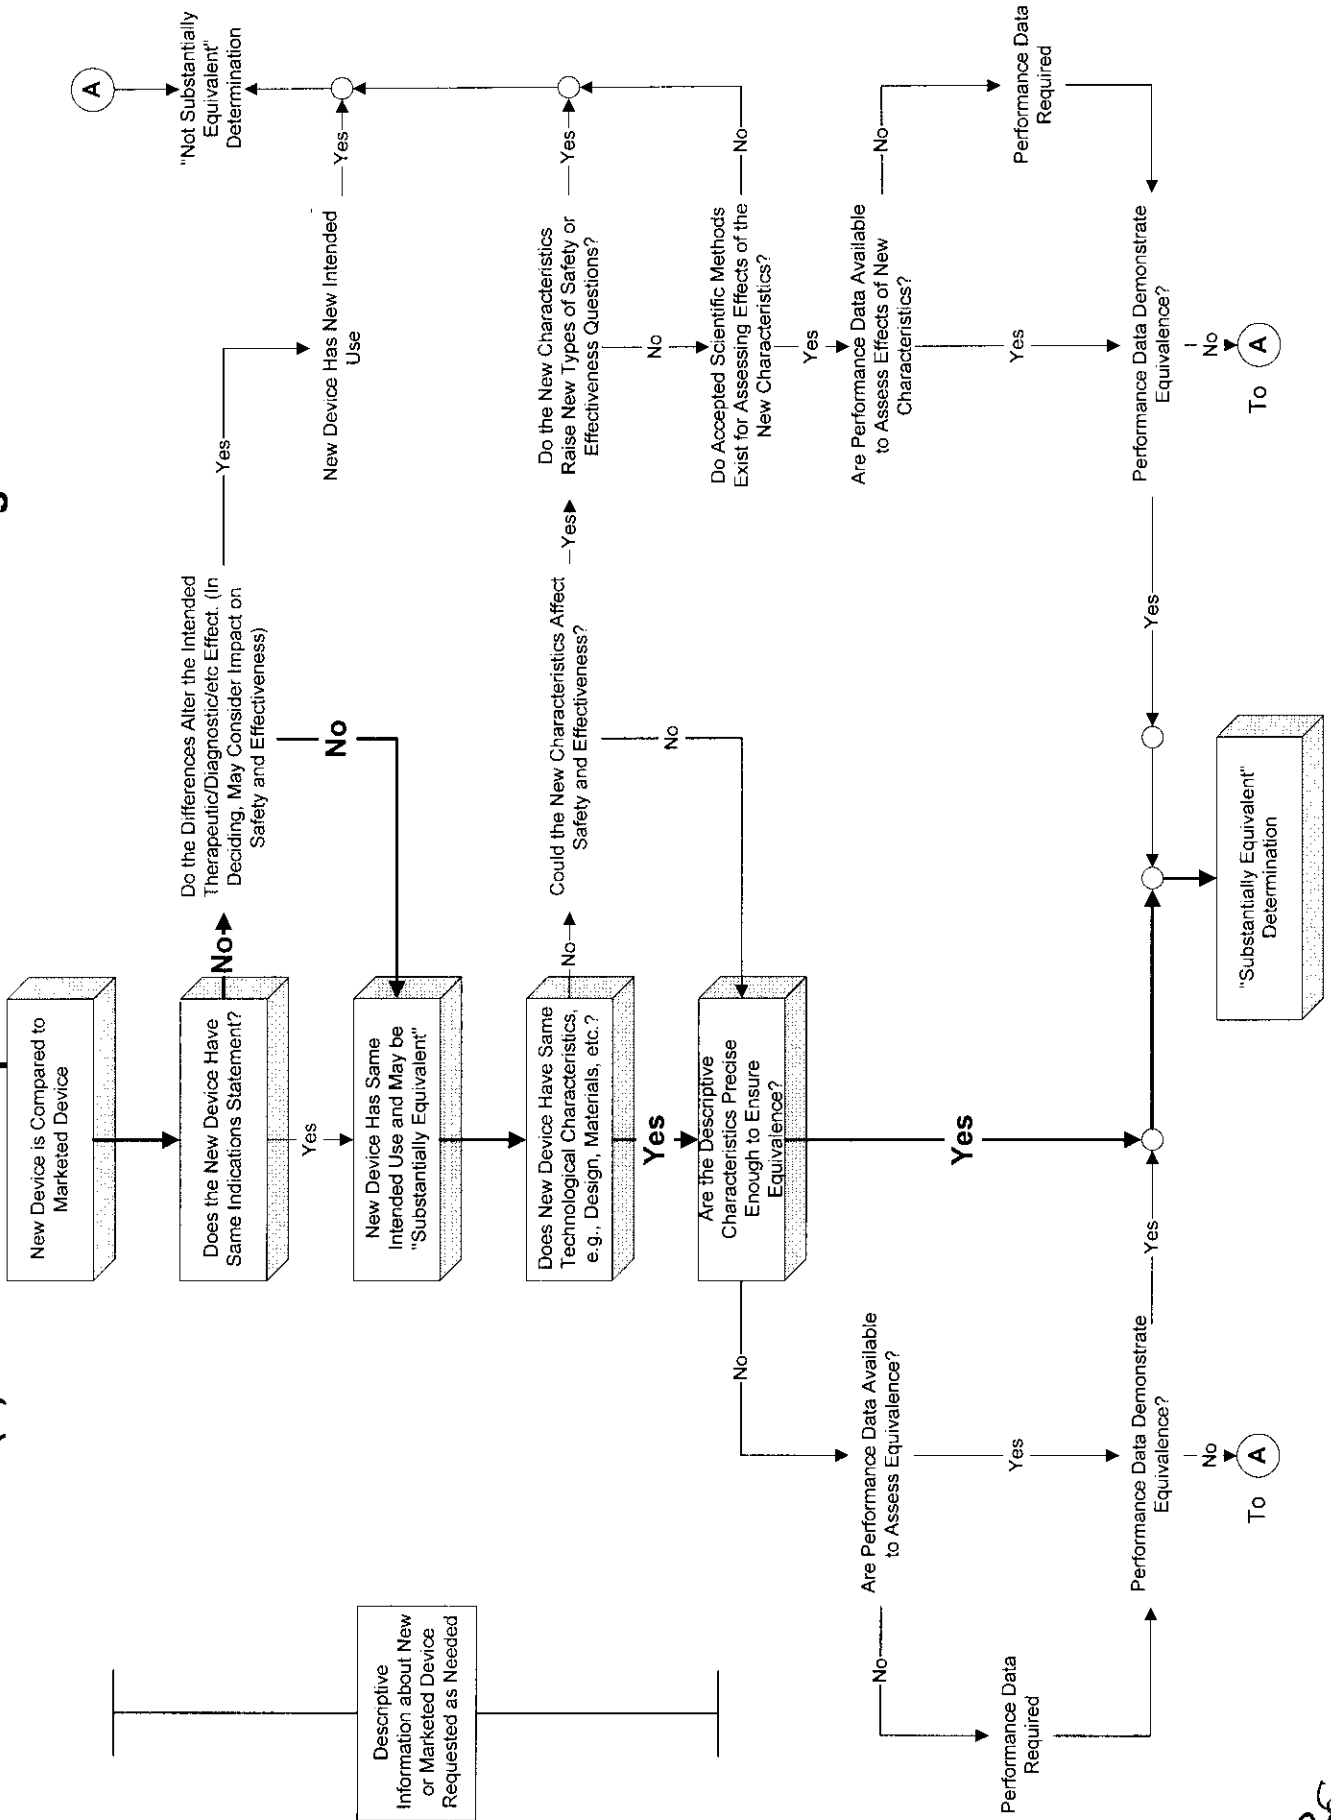 New Device is Compared to
Marketed Device
Does the New Device Have
Same Indications Statement?
No
Do the Differences Alter the Intended
Therapeutic/Diagnostic/etc Effect. (In
Deciding, May Consider Impact on
Safety and Effectiveness)
Yes
"Not Substantially
Equivalent"
Determination
A
Yes
No
New Device Has New Intended
Use
Yes
Descriptive
Information about New
or Marketed Device
Requested as Needed
New Device Has Same
Intended Use and May be
"Substantially Equivalent"
Does New Device Have Same
Technological Characteristics,
e.g., Design, Materials, etc.?
No
Could the New Characteristics Affect
Safety and Effectiveness?
Yes
Do the New Characteristics
Raise New Types of Safety or
Effectiveness Questions?
Yes
Yes
No
No
Are the Descriptive
Characteristics Precise
Enough to Ensure
Equivalence?
Do Accepted Scientific Methods
Exist for Assessing Effects of the
New Characteristics?
No
No
Yes
Are Performance Data Available
to Assess Equivalence?
No
Yes
Are Performance Data Available
to Assess Effects of New
Characteristics?
No
Performance Data
Required
Yes
Yes
Performance Data
Required
Performance Data Demonstrate
Equivalence?
Yes
Yes
Performance Data Demonstrate
Equivalence?
No
No
To A
"Substantially Equivalent"
Determination
To A